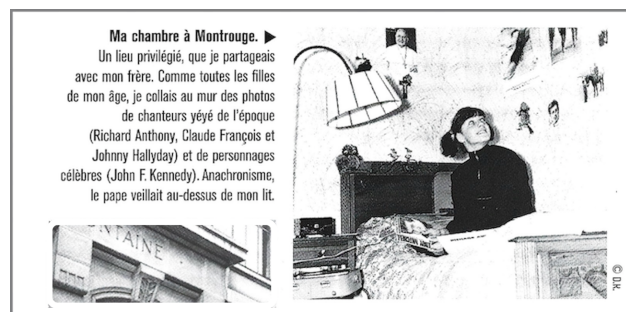 Ma chambre à Montrouge. ▶
Un lieu privilégié, que je partageais
avec mon frère. Comme toutes les filles
de mon âge, je collais au mur des photos
de chanteurs yéyé de l'époque
(Richard Anthony, Claude François et
Johnny Hallyday) et de personnages
célèbres (John F. Kennedy). Anachronisme,
le pape veillait au-dessus de mon lit.
ONTAINE
© D.R.